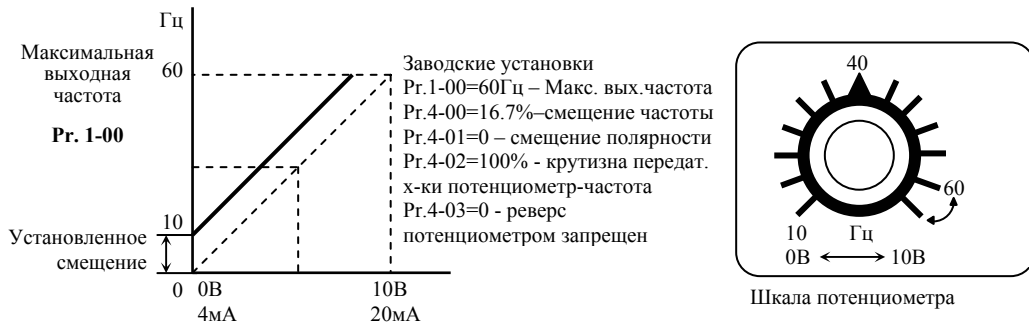 Гц
Максимальная
выходная
частота
Pr. 1-00
60
10
Установленное
смещение
0
0В
4мА
10В
20мА
Заводские установки
Pr.1-00=60Гц – Макс. вых.частота
Pr.4-00=16.7%–смещение частоты
Pr.4-01=0 – смещение полярности
Pr.4-02=100% - крутизна передат.
х-ки потенциометр-частота
Pr.4-03=0 - реверс
потенциометром запрещен
40
60
10
Гц
0В
10В
Шкала потенциометра